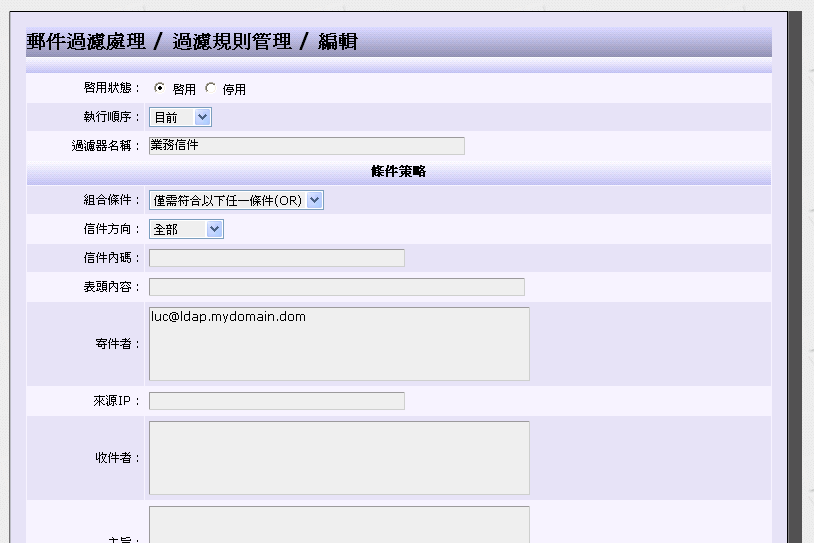 郵件過濾處理 / 過濾規則管理 / 編輯
啓用狀態： 啓用 停用
執行順序： 目前
過濾器名稱： 業務信件
條件策略
組合條件： 僅需符合以下任一條件(OR)
信件方向： 全部
信件內碼：
表頭內容：
寄件者： luc@ldap.mydomain.dom
來源IP：
收件者：
主旨：